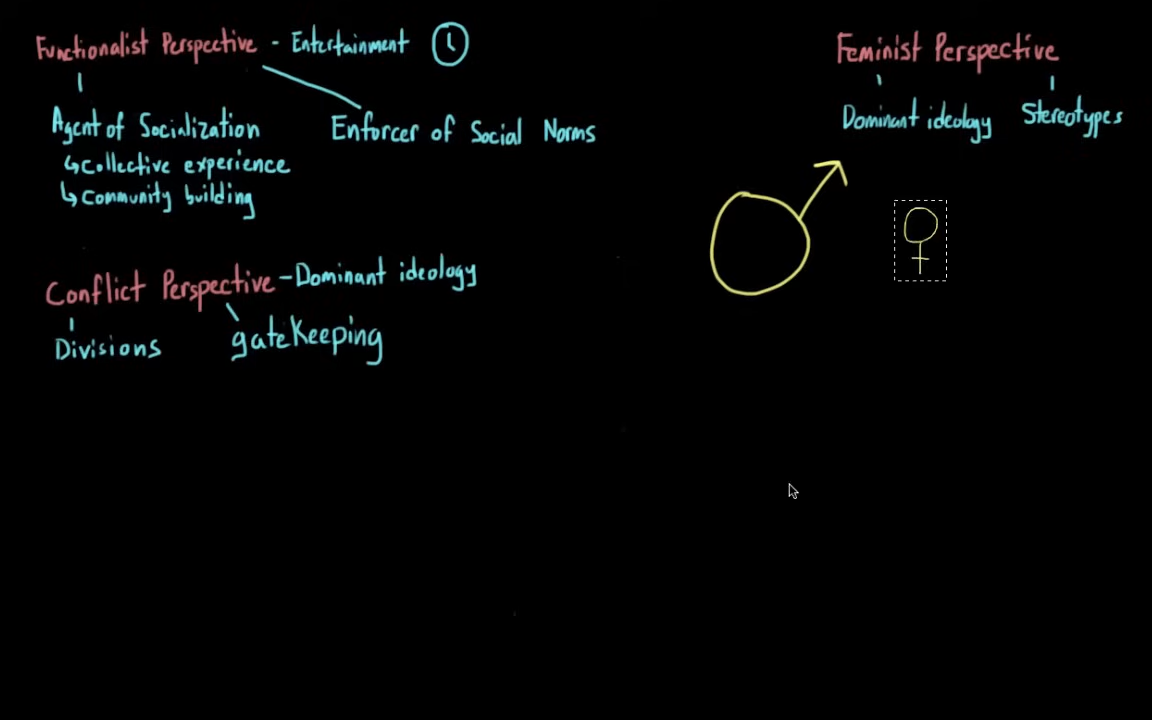 Functionalist Perspective - Entertainment
Agent of Socialization
↳Collective experience
↳Community building
Enforcer of Social Norms
Conflict Perspective - Dominant ideology
Divisions
gatekeeping
Feminist Perspective
Dominant ideology
Stereotypes